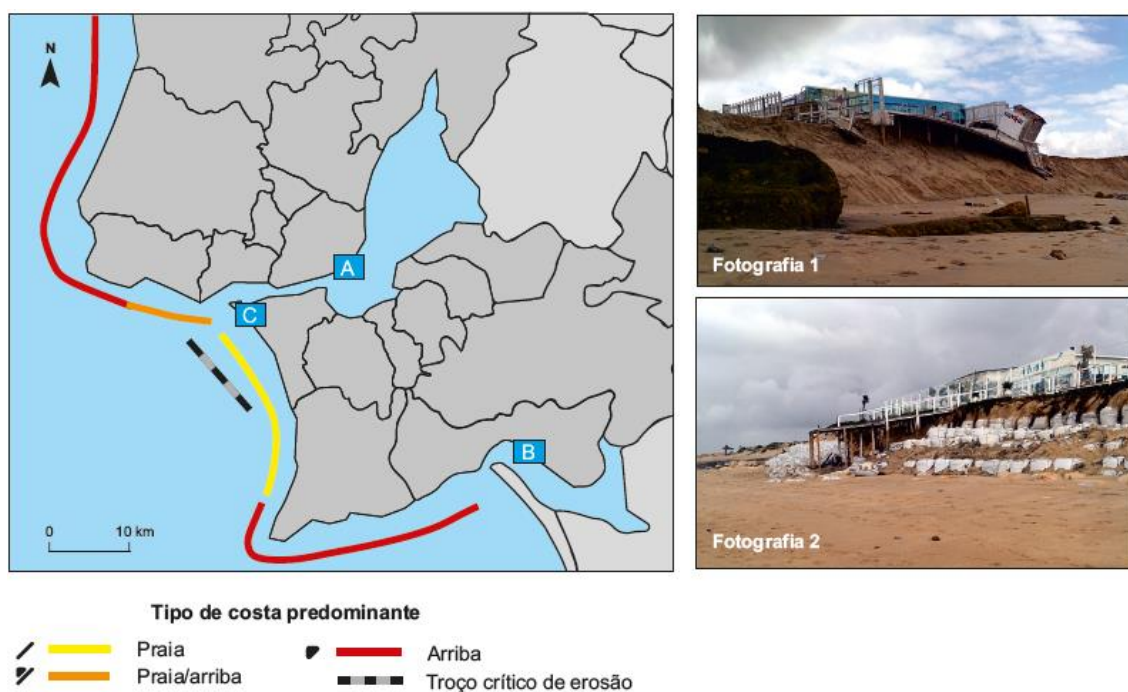 N
A
C
B
0 10 km
Fotografia 1
Fotografia 2
Tipo de costa predominante
Praia
Praia/arriba
Arriba
Troço crítico de erosão